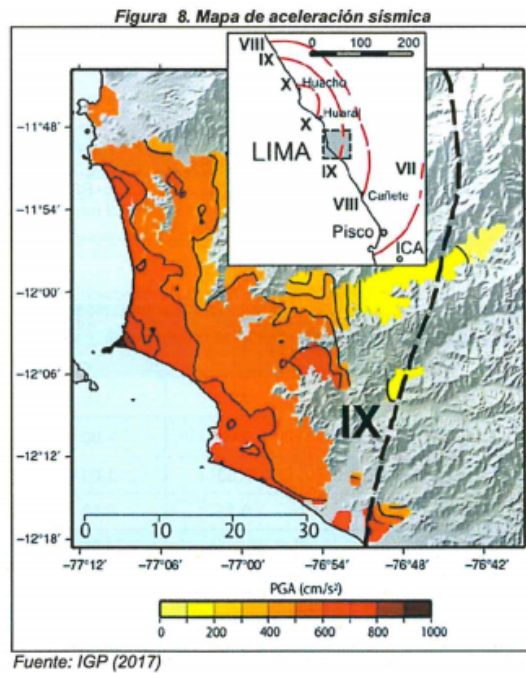 Figura 8. Mapa de aceleración sísmica
VIII
IX
X
Huacho
X
Huaral
LIMA
IX
VII
VIII
Cañete
Pisco
ICA
0 100 200
-11°48'
-11°54'
-12°00'
-12°06'
-12°12'
-12°18'
IX
0 10 20 30
-77°12' -77°06' -77°00' -76°54' -76°48' -76°42'
PGA (cm/s²)
0 200 400 600 800 1000
Fuente: IGP (2017)